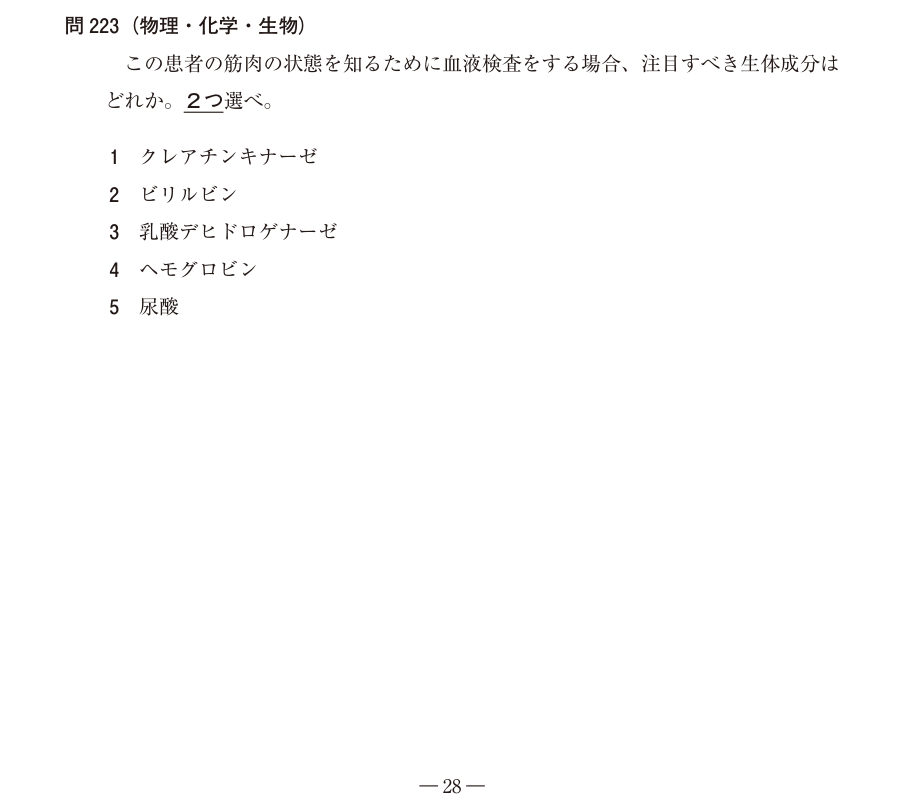 問 223（物理・化学・生物）
この患者の筋肉の状態を知るために血液検査をする場合、注目すべき生体成分は
どれか。２つ選べ。
1 クレアチンキナーゼ
2 ビリルビン
3 乳酸デヒドロゲナーゼ
4 ヘモグロビン
5 尿酸
― 28 ―